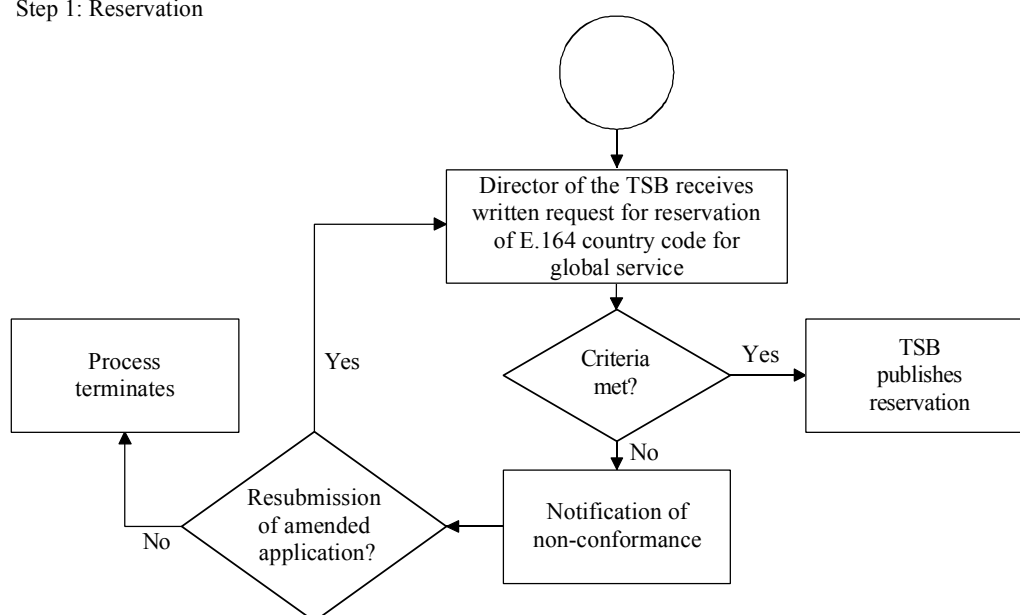 Step 1: Reservation
Director of the TSB receives
written request for reservation
of E.164 country code for
global service
Process
terminates
Yes
Criteria
met?
Yes
TSB
publishes
reservation
No
Resubmission
of amended
application?
No
Notification of
non-conformance